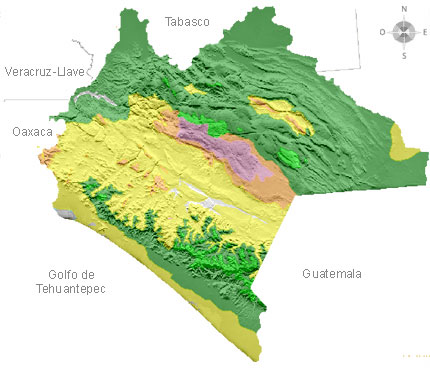 Tabasco
N
O E
S
Veracruz-Llave
Oaxaca
Golfo de
Tehuantepec
Guatemala